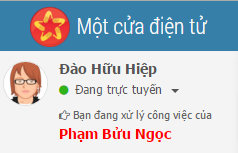 Một cửa điện tử
Đào Hữu Hiệp
Đang trực tuyến
Bạn đang xử lý công việc của
Phạm Bửu Ngọc